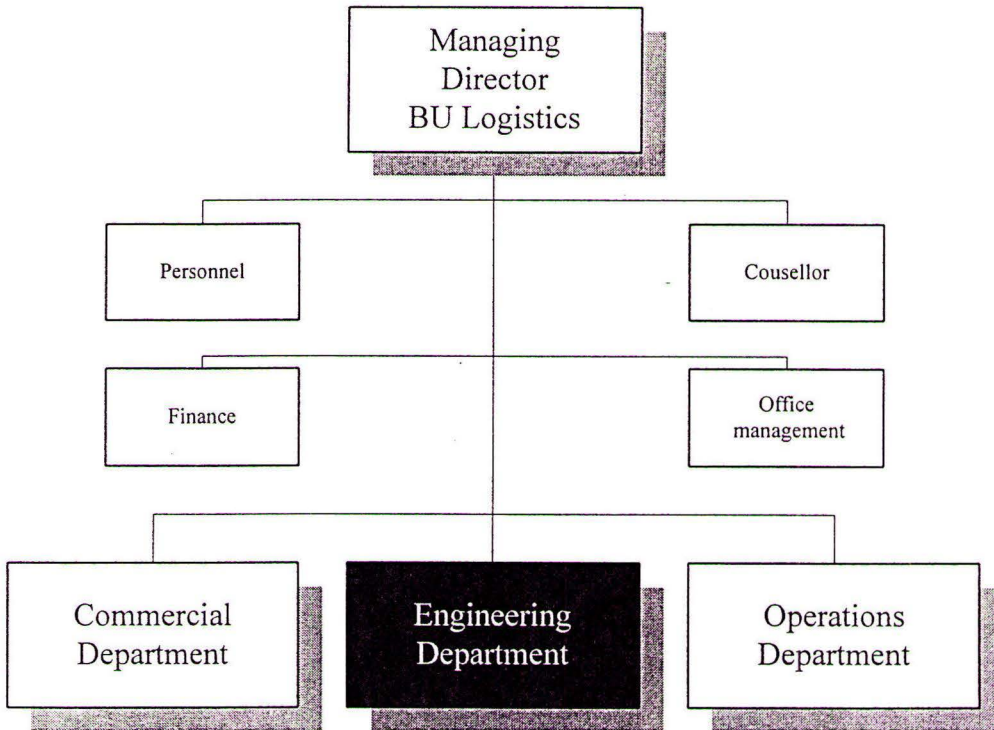 Managing
Director
BU Logistics
Personnel
Cousellor
Finance
Office
management
Commercial
Department
Engineering
Department
Operations
Department